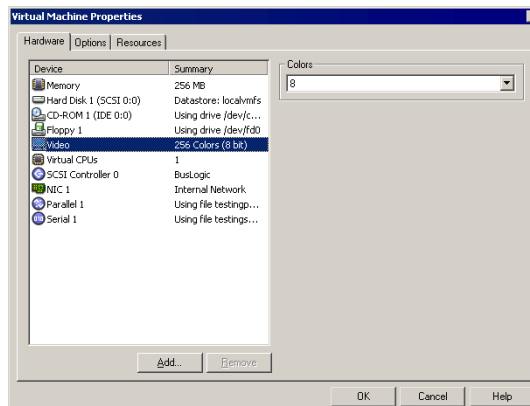 Virtual Machine Properties
Hardware Options Resources
Device Summary
Memory 256 MB
Hard Disk 1 (SCSI 0:0) Datastore: localvmfs
CD-ROM 1 (IDE 0:0) Using drive /dev/c...
Floppy 1 Using drive /dev/fd0
Video 256 Colors (8 bit)
Virtual CPUs 1
SCSI Controller 0 BusLogic
NIC 1 Internal Network
Parallel 1 Using file testingp...
Serial 1 Using file testings...
Colors
8
Add... Remove
OK Cancel Help